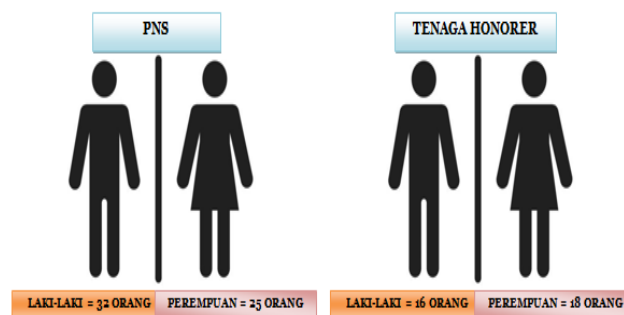 PNS
TENAGA HONORER
LAKI-LAKI = 32 ORANG
PEREMPUAN = 25 ORANG
LAKI-LAKI = 16 ORANG
PEREMPUAN = 18 ORANG